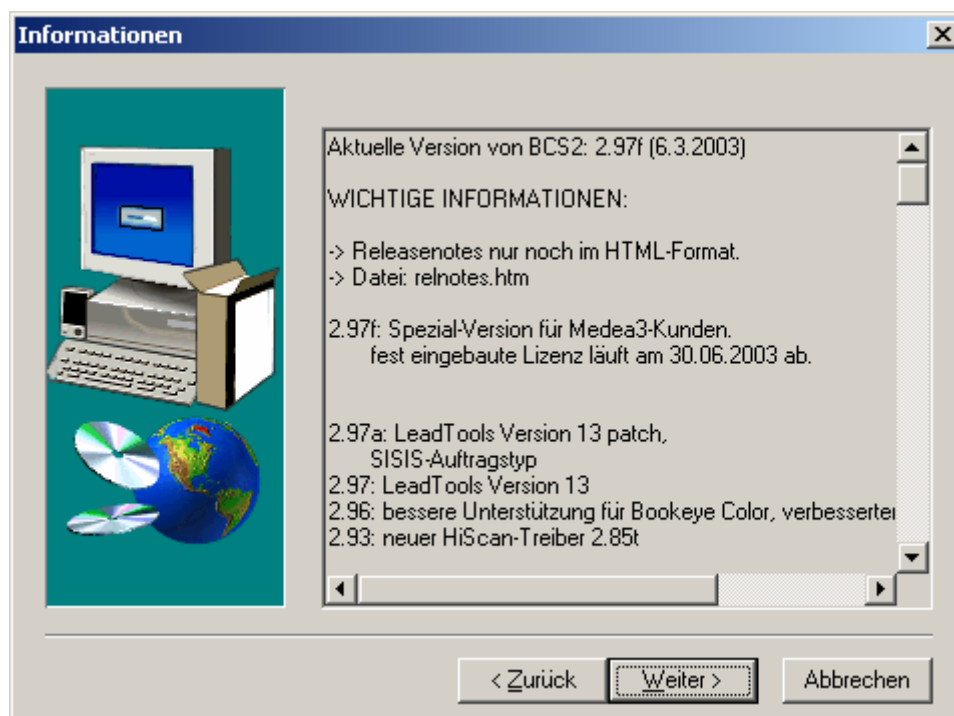 Informationen
Aktuelle Version von BCS2: 2.97f (6.3.2003)
WICHTIGE INFORMATIONEN:
-> Releasenotes nur noch im HTML-Format.
-> Datei: relnotes.htm
2.97f: Spezial-Version für Medea3-Kunden.
fest eingebaute Lizenz läuft am 30.06.2003 ab.
2.97a: LeadTools Version 13 patch,
SISIS-Auftragstyp
2.97: LeadTools Version 13
2.96: bessere Unterstützung für Bookeye Color, verbesserter
2.93: neuer HiScan-Treiber 2.85t
< Zurück
Weiter >
Abbrechen